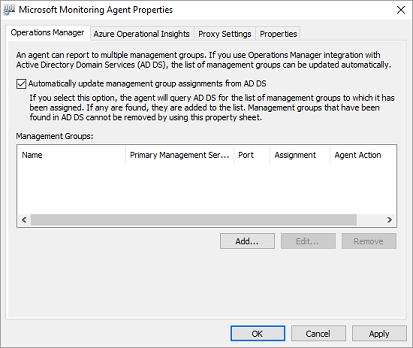 Microsoft Monitoring Agent Properties
Operations Manager Azure Operational Insights Proxy Settings Properties
An agent can report to multiple management groups. If you use Operations Manager integration with
Active Directory Domain Services (AD DS), the list of management groups can be updated automatically.
Automatically update management group assignments from AD DS
If you select this option, the agent will query AD DS for the list of management groups to which it has
been assigned. If any are found, they are added to the list. Management groups that have been
found in AD DS cannot be removed by using this property sheet.
Management Groups:
Name Primary Management Ser... Port Assignment Agent Action
Add... Edit... Remove
OK Cancel Apply